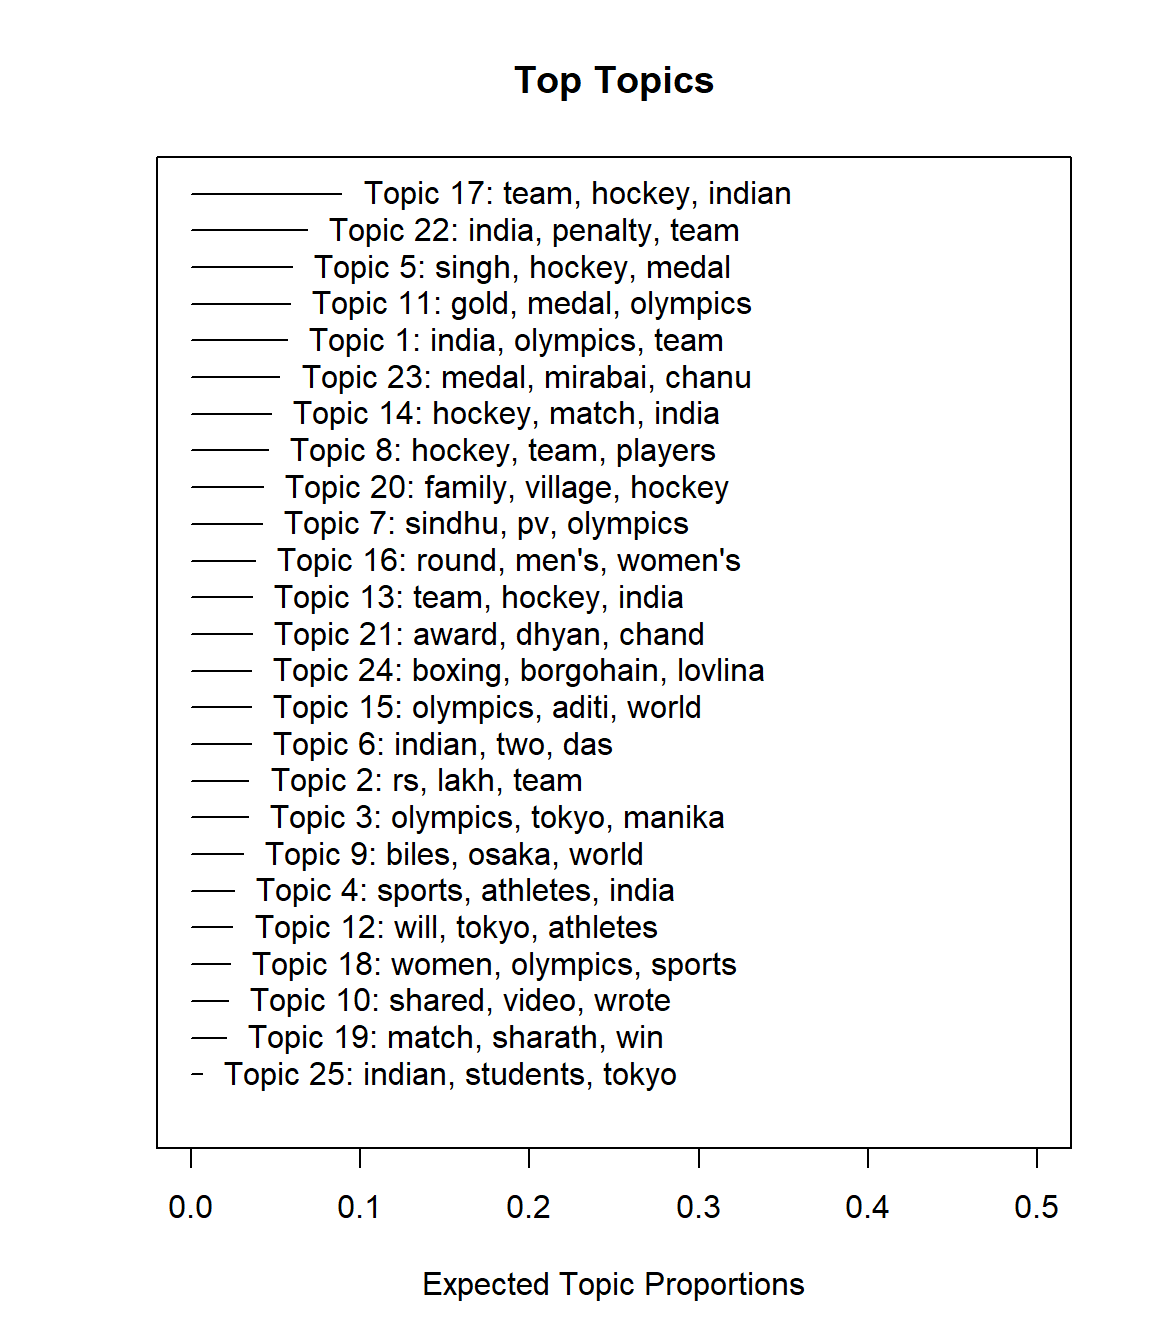 Top Topics
Topic 17: team, hockey, indian
Topic 22: india, penalty, team
Topic 5: singh, hockey, medal
Topic 11: gold, medal, olympics
Topic 1: india, olympics, team
Topic 23: medal, mirabai, chanu
Topic 14: hockey, match, india
Topic 8: hockey, team, players
Topic 20: family, village, hockey
Topic 7: sindhu, pv, olympics
Topic 16: round, men's, women's
Topic 13: team, hockey, india
Topic 21: award, dhyan, chand
Topic 24: boxing, borgohain, lovlina
Topic 15: olympics, aditi, world
Topic 6: indian, two, das
Topic 2: rs, lakh, team
Topic 3: olympics, tokyo, manika
Topic 9: biles, osaka, world
Topic 4: sports, athletes, india
Topic 12: will, tokyo, athletes
Topic 18: women, olympics, sports
Topic 10: shared, video, wrote
Topic 19: match, sharath, win
Topic 25: indian, students, tokyo
0.0 0.1 0.2 0.3 0.4 0.5
Expected Topic Proportions